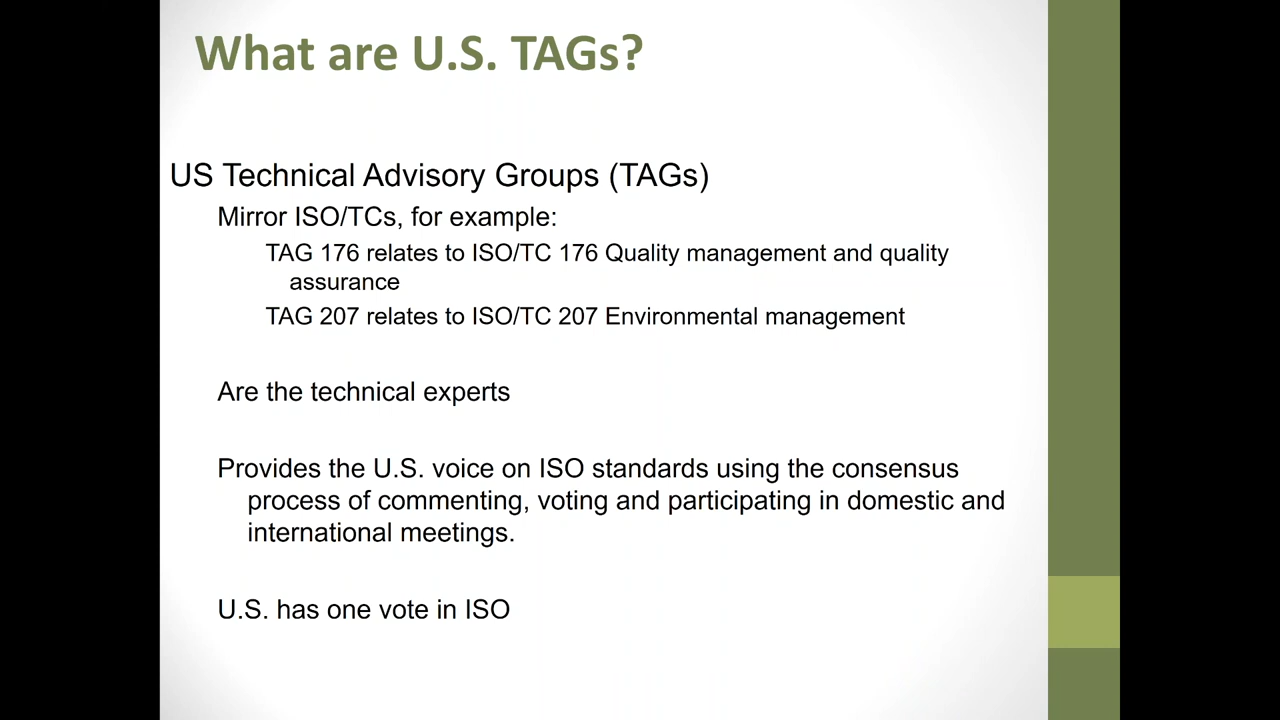 What are U.S. TAGs?
US Technical Advisory Groups (TAGs)
Mirror ISO/TCs, for example:
TAG 176 relates to ISO/TC 176 Quality management and quality
assurance
TAG 207 relates to ISO/TC 207 Environmental management
Are the technical experts
Provides the U.S. voice on ISO standards using the consensus
process of commenting, voting and participating in domestic and
international meetings.
U.S. has one vote in ISO